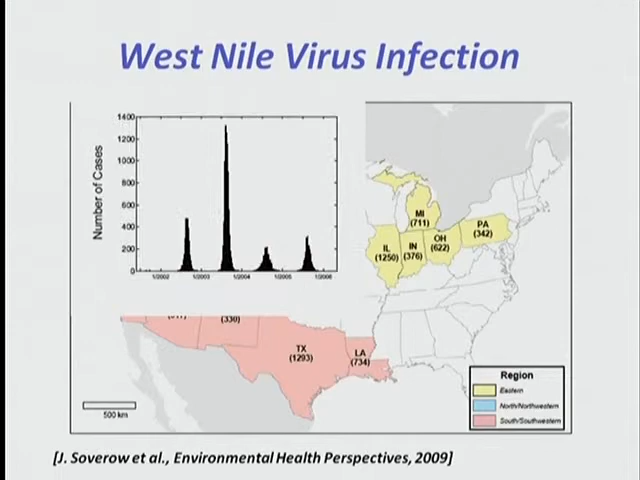 West Nile Virus Infection
Number of Cases
1400
1200
1000
800
600
400
200
0
1/2002 1/2003 1/2004 1/2005 1/2006
MI
(711)
PA
(342)
OH
(622)
IL
(1250)
IN
(376)
(330)
TX
(1293)
LA
(734)
500 km
Region
Eastern
North/Northwestern
South/Southwestern
[J. Soverow et al., Environmental Health Perspectives, 2009]